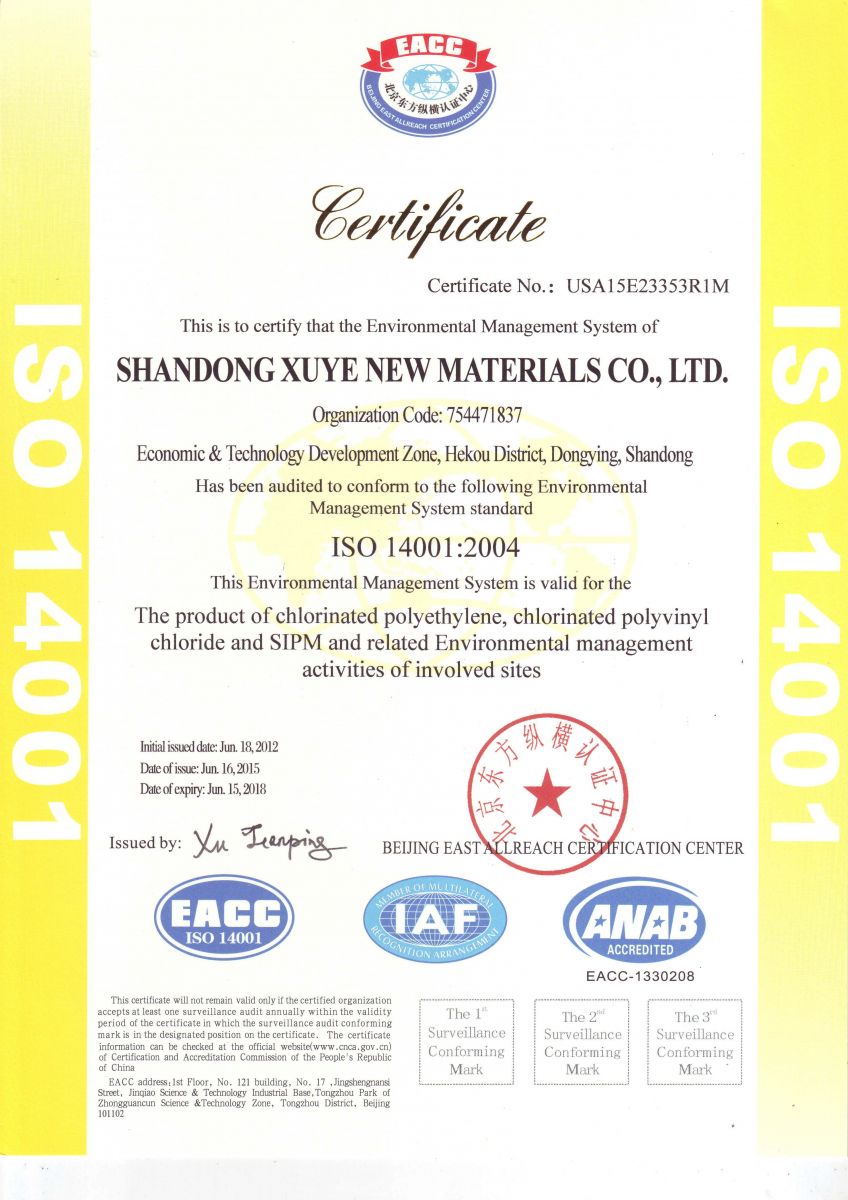 EACC
北京东方纵横认证中心
BEIJING EAST ALLREACH CERTIFICATION CENTER
Certificate
Certificate No.: USA15E23353R1M
This is to certify that the Environmental Management System of
SHANDONG XUYE NEW MATERIALS CO., LTD.
Organization Code: 754471837
Economic & Technology Development Zone, Hekou District, Dongying, Shandong
Has been audited to conform to the following Environmental
Management System standard
ISO 14001:2004
This Environmental Management System is valid for the
The product of chlorinated polyethylene, chlorinated polyvinyl
chloride and SIPM and related Environmental management
activities of involved sites
ISO 14001
ISO 14001
Initial issued date: Jun. 18, 2012
Date of issue: Jun. 16, 2015
Date of expiry: Jun. 15, 2018
北京东方纵横认证中心
Issued by: Xu Tianping
BEIJING EAST ALLREACH CERTIFICATION CENTER
EACC
ISO 14001
MEMBER OF MULTILATERAL
IAF
RECOGNITION ARRANGEMENT
ANAB
ACCREDITED
EACC-1330208
This certificate will not remain valid only if the certified organization
accepts at least one surveillance audit annually within the validity
period of the certificate in which the surveillance audit conforming
mark is in the designated position on the certificate. The certificate
information can be checked at the official website(www.cnca.gov.cn)
of Certification and Accreditation Commission of the People's Republic
of China
EACC address:1st Floor, No. 121 building, No. 17 ,Jingshengnansi
Street, Jinqiao Science & Technology Industrial Base,Tongzhou Park of
Zhongguancun Science &Technology Zone, Tongzhou District, Beijing
101102
The 1st
Surveillance
Conforming
Mark
The 2nd
Surveillance
Conforming
Mark
The 3rd
Surveillance
Conforming
Mark